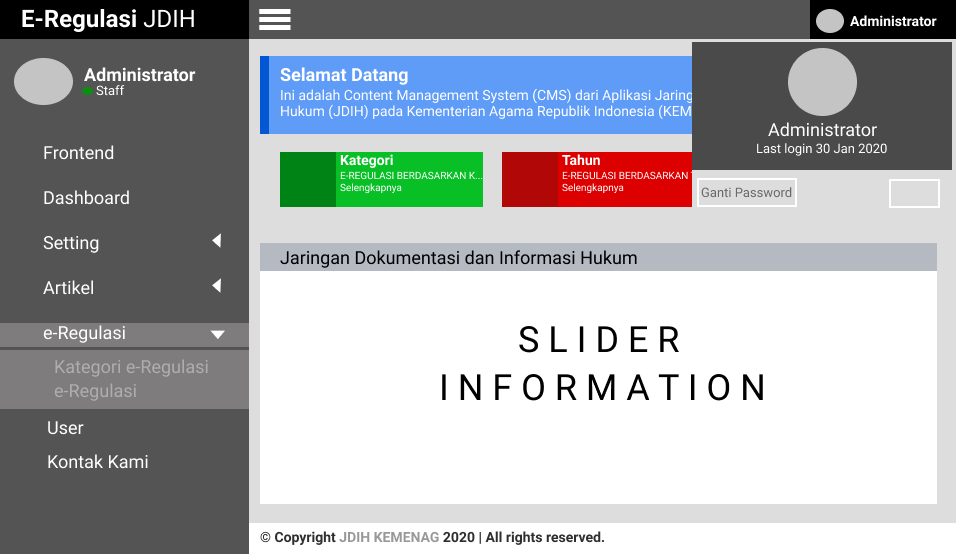 E-Regulasi JDIH
Administrator
Administrator
Staff
Frontend
Dashboard
Setting
Artikel
e-Regulasi
Kategori e-Regulasi
e-Regulasi
User
Kontak Kami
Selamat Datang
Ini adalah Content Management System (CMS) dari Aplikasi Jaring
Hukum (JDIH) pada Kementerian Agama Republik Indonesia (KEM
Kategori
E-REGULASI BERDASARKAN K...
Selengkapnya
Tahun
E-REGULASI BERDASARKAN
Selengkapnya
Administrator
Last login 30 Jan 2020
Ganti Password
Jaringan Dokumentasi dan Informasi Hukum
SLIDER
INFORMATION
© Copyright JDIH KEMENAG 2020 | All rights reserved.